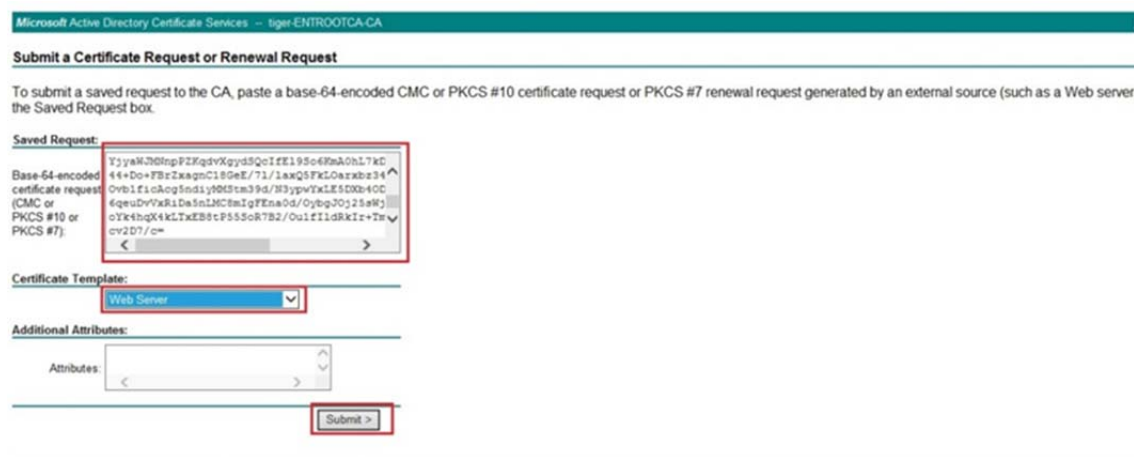 Microsoft Active Directory Certificate Services -- tiger-ENTROOTCA-CA
Submit a Certificate Request or Renewal Request
To submit a saved request to the CA, paste a base-64-encoded CMC or PKCS #10 certificate request or PKCS #7 renewal request generated by an external source (such as a Web server
the Saved Request box.
Saved Request:
Base-64-encoded
certificate request
(CMC or
PKCS #10 or
PKCS #7):
cv2D7/c=
Certificate Template:
Web Server
Additional Attributes:
Attributes:
Submit >